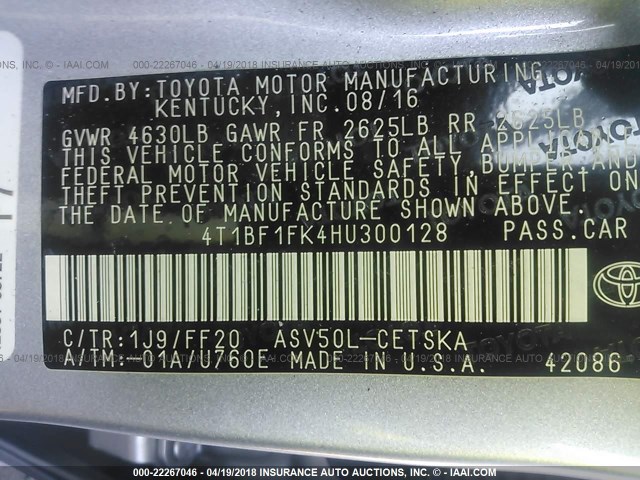 000-22267046 - 04/19/2018 INSURANCE AUTO AUCTIONS, INC. - IAAI.COM
MFD.BY:TOYOTA MOTOR MANUFACTURING
KENTUCKY, INC.08/16
GVWR 4630LB GAWR FR 2625LB RR 2625LB
THIS VEHICLE CONFORMS TO ALL APPLICABLE
FEDERAL MOTOR VEHICLE SAFETY, BUMPER, AND
THEFT PREVENTION STANDARDS IN EFFECT ON
THE DATE OF MANUFACTURE SHOWN ABOVE.
4T1BF1FK4HU300128 PASS.CAR
C/TR:1J9/FF20 ASV50L-CETSKA
A/TM:-01A/U760E MADE IN U.S.A. 42086
TOYOTA
000-22267046 - 04/19/2018 INSURANCE AUTO AUCTIONS, INC. - IAAI.COM